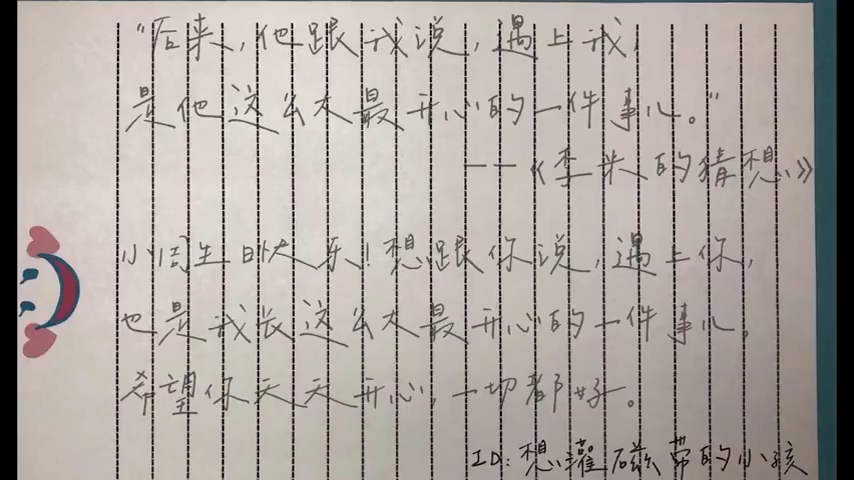 “后来,他跟我说,遇上我,
是他这么大最开心的一件事儿。”
——《李米的猜想》
小周生日快乐!想跟你说,遇上你,
也是我长这么大最开心的一件事儿。
希望你天天开心,一切都好。
ID:想灌磁带的小孩